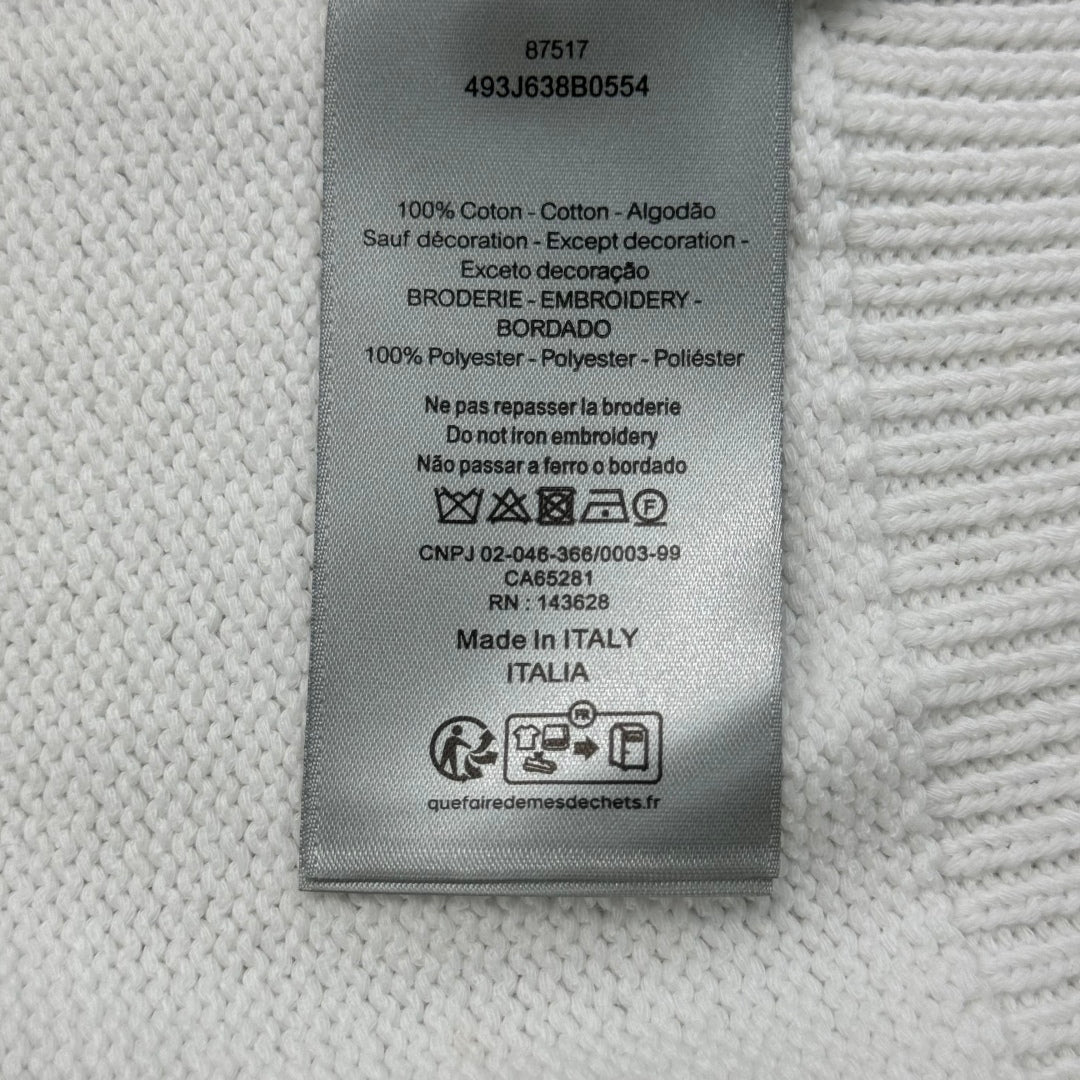 87517
493J638B0554
100% Coton - Cotton - Algodão
Sauf décoration - Except decoration -
Exceto decoração
BRODERIE - EMBROIDERY -
BORDADO
100% Polyester - Polyester - Poliéster
Ne pas repasser la broderie
Do not iron embroidery
Não passar a ferro o bordado
F
CNPJ 02-046-366/0003-99
CA65281
RN : 143628
Made In ITALY
ITALIA
FR
quefairedemesdechets.fr